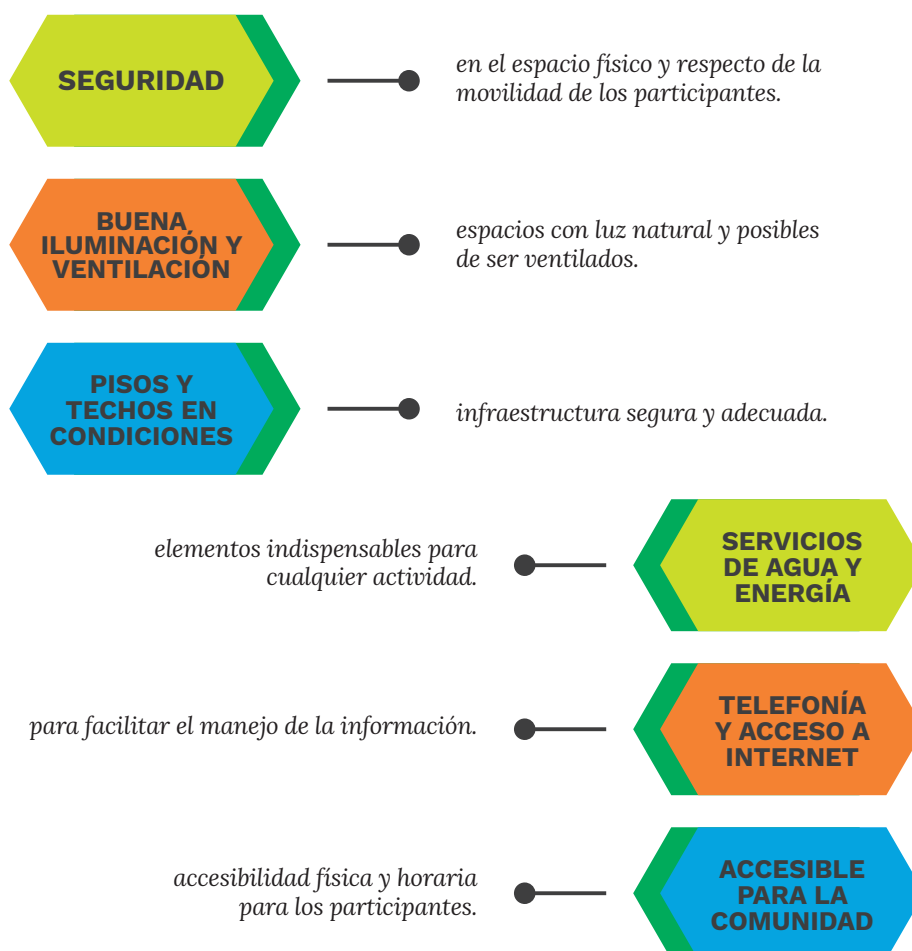 SEGURIDAD
en el espacio físico y respecto de la
movilidad de los participantes.
BUENA
ILUMINACIÓN Y
VENTILACIÓN
espacios con luz natural y posibles
de ser ventilados.
PISOS Y
TECHOS EN
CONDICIONES
infraestructura segura y adecuada.
elementos indispensables para
cualquier actividad.
SERVICIOS
DE AGUA Y
ENERGÍA
para facilitar el manejo de la información.
TELEFONÍA
Y ACCESO A
INTERNET
accesibilidad física y horaria
para los participantes.
ACCESIBLE
PARA LA
COMUNIDAD